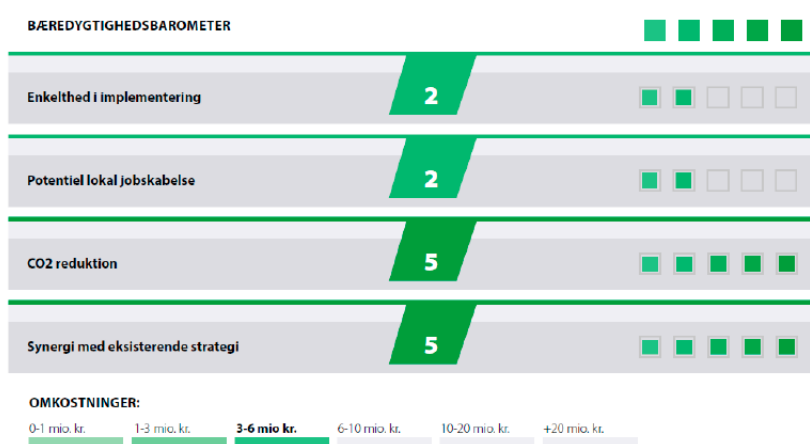 BÆREDYGTIGHEDSBAROMETER
Enkelthed i implementering 2
Potentiel lokal jobskabelse 2
CO2 reduktion 5
Synergi med eksisterende strategi 5
OMKOSTNINGER:
0-1 mio. kr. 1-3 mio. kr. 3-6 mio kr. 6-10 mio. kr. 10-20 mio. kr. +20 mio. kr.